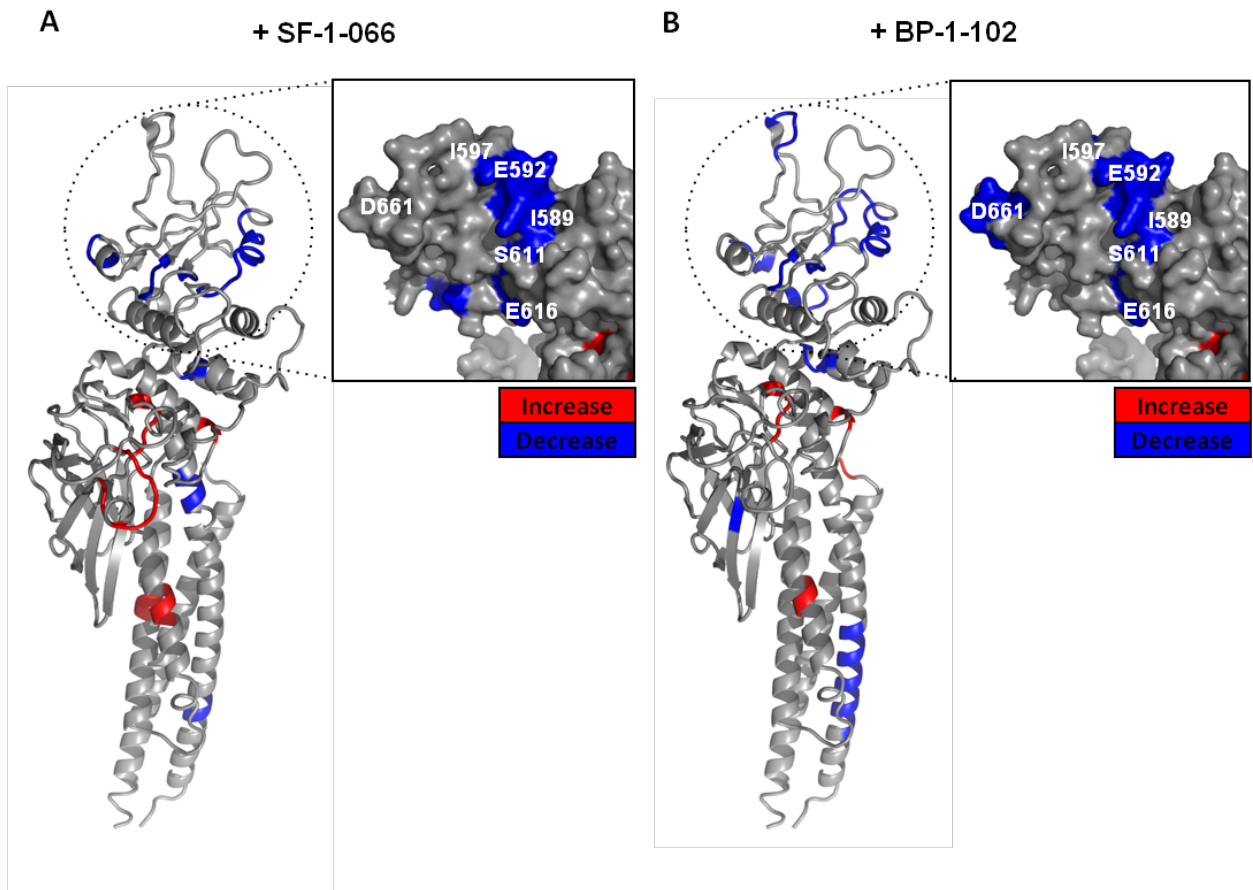 A
+ SF-1-066
I597
E592
D661
I589
S611
E616
Increase
Decrease
B
+ BP-1-102
I597
E592
D661
I589
S611
E616
Increase
Decrease